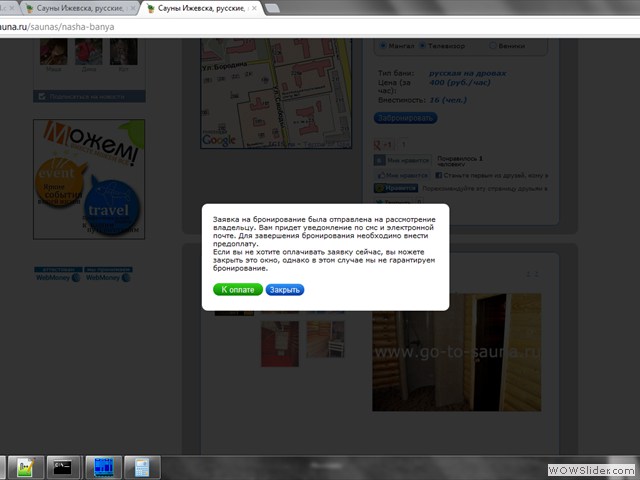 Сауны Ижевска, русские,
Сауны Ижевска, русские,
auna.ru/saunas/nasha-banya
Маша
Дима
Подписаться на новости
Можем!
event
travel
WebMoney
WebMoney
ул. Бородина
Google
Мангал Телевизор Веники
Тип бани: русская на дровах
Цена (за час): 400 (руб./час)
Вместимость: 16 (чел.)
Забронировать
+1
Мне нравится Понравилось 1 человеку
Мне нравится Станьте первым из друзей, кому
Нравится
Заявка на бронирование была отправлена на рассмотрение
владельцу. Вам придет уведомление по смс и электронной
почте. Для завершения бронирования необходимо внести
предоплату.
Если вы не хотите оплачивать заявку сейчас, вы можете
закрыть это окно, однако в этом случае мы не гарантируем
бронирование.
К оплате Закрыть
www.go-to-sauna.ru
WOWSlider.com